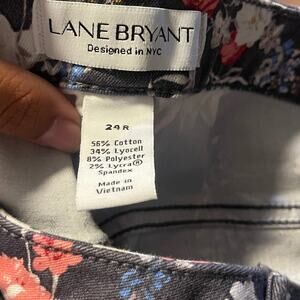 LANE BRYANT
Designed in NYC
24R
56% Cotton
34% Lyocell
8% Polyester
2% Lycra®
Spandex
Made in
Vietnam